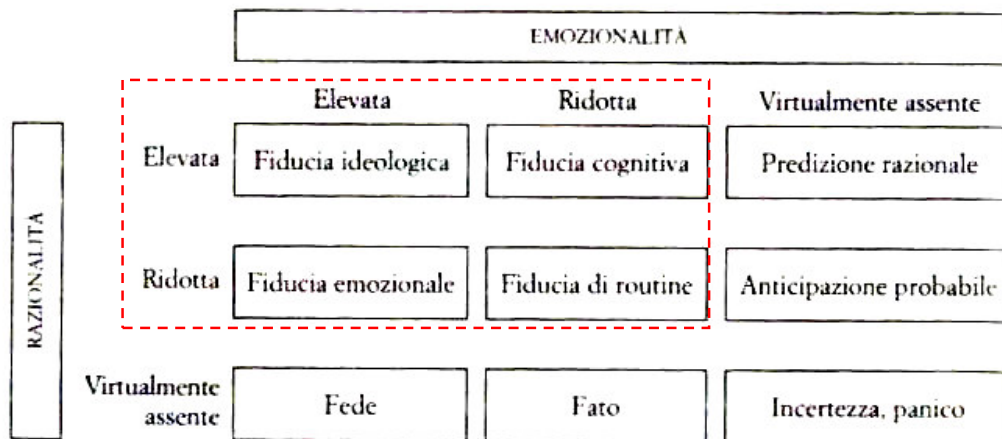 EMOZIONALITÀ
Elevata Ridotta Virtualmente assente
RAZIONALITÀ
Elevata Fiducia ideologica Fiducia cognitiva Predizione razionale
Ridotta Fiducia emozionale Fiducia di routine Anticipazione probabile
Virtualmente
assente Fede Fato Incertezza, panico